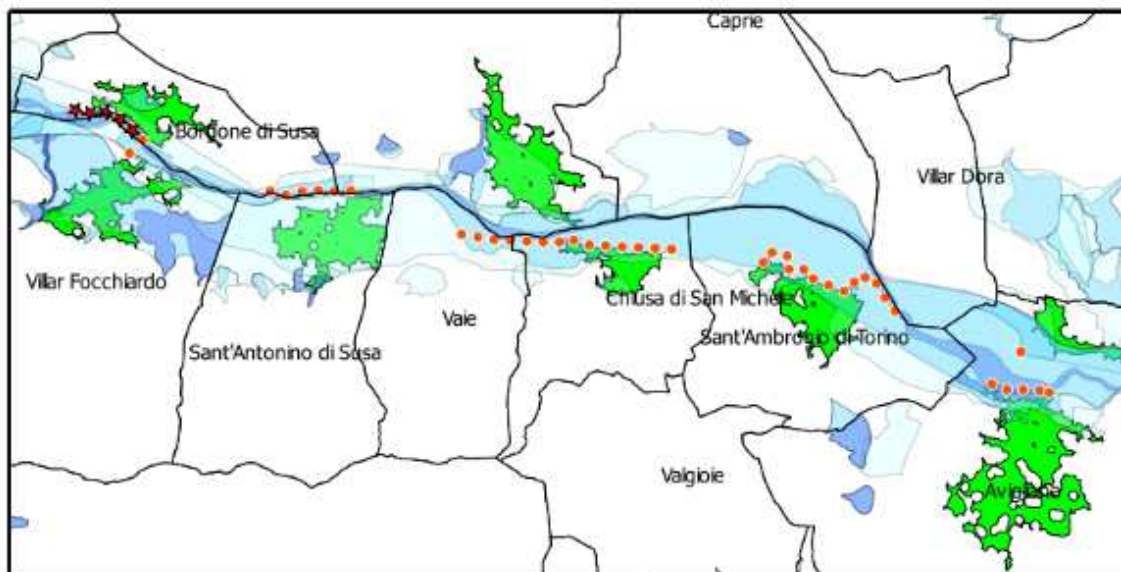 Caprie
Borgone di Susa
Villar Dora
Villar Focchiardo
Chiusa di San Michele
Vaie
Sant'Ambrogio di Torino
Sant'Antonino di Susa
Valgioie
Avigliana